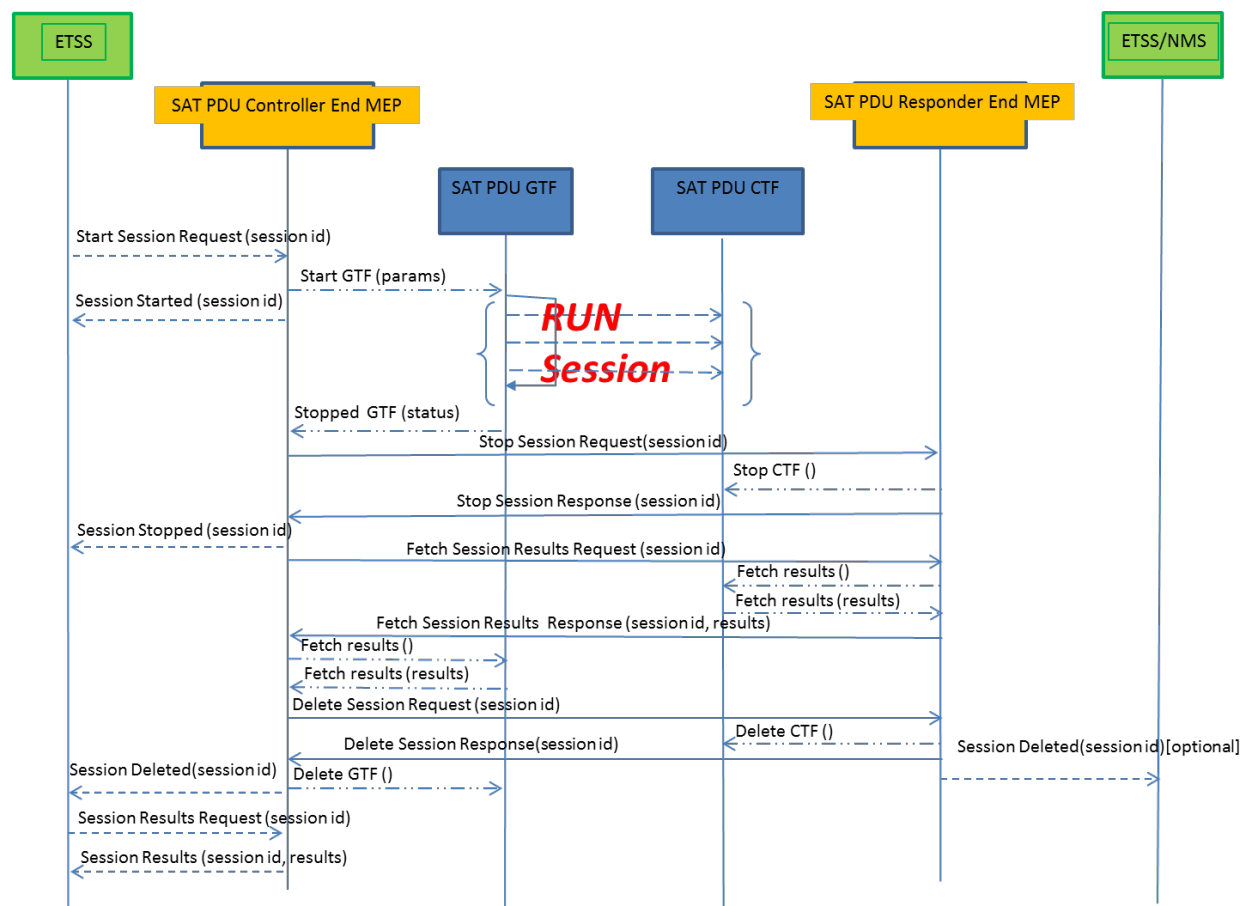 ETSS
ETSS/NMS
SAT PDU Controller End MEP
SAT PDU Responder End MEP
SAT PDU GTF
SAT PDU CTF
Start Session Request (session id)
Start GTF (params)
Session Started (session id)
RUN
Session
Stopped GTF (status)
Stop Session Request(session id)
Stop CTF ()
Stop Session Response (session id)
Session Stopped (session id)
Fetch Session Results Request (session id)
Fetch results ()
Fetch results (results)
Fetch Session Results Response (session id, results)
Fetch results ()
Fetch results (results)
Delete Session Request (session id)
Delete CTF ()
Delete Session Response(session id)
Session Deleted(session id)[optional]
Session Deleted(session id)
Delete GTF ()
Session Results Request (session id)
Session Results (session id, results)